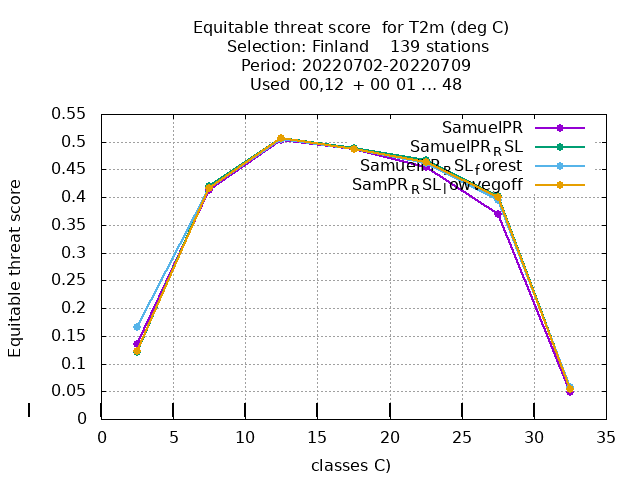 Equitable threat score for T2m (deg C)
Selection: Finland 139 stations
Period: 20220702-20220709
Used 00,12 + 00 01 ... 48
SamuelPR
SamuelPR_RSL
SamuelPR_RSL_forest
SamPR_RSL_lowvegoff
Equitable threat score
0.55
0.5
0.45
0.4
0.35
0.3
0.25
0.2
0.15
0.1
0.05
0
0 5 10 15 20 25 30 35
classes C)